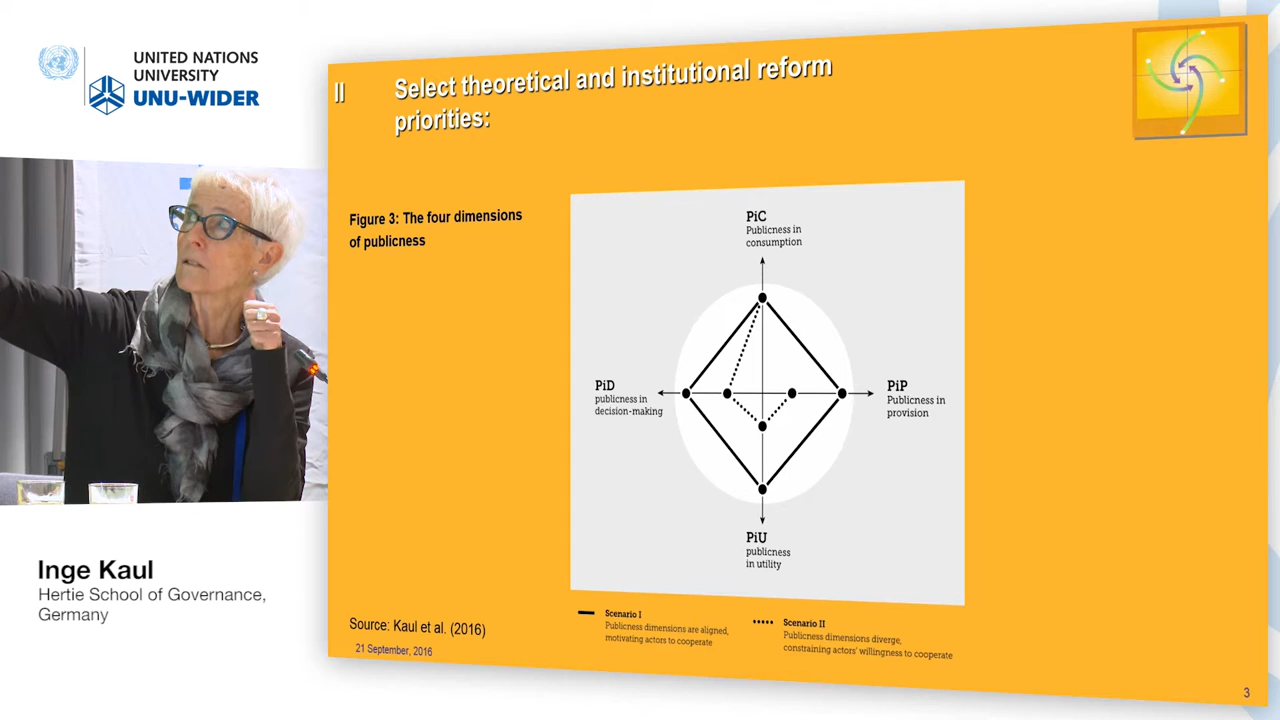 UNITED NATIONS
UNIVERSITY
UNU-WIDER
II Select theoretical and institutional reform
priorities:
Figure 3: The four dimensions
of publicness
PiC
Publicness in
consumption
PiD
publicness in
decision-making
PiP
Publicness in
provision
PiU
publicness
in utility
Scenario I
Publicness dimensions are aligned,
motivating actors to cooperate
Scenario II
Publicness dimensions diverge,
constraining actors' willingness to cooperate
Source: Kaul et al. (2016)
21 September, 2016
3
Inge Kaul
Hertie School of Governance,
Germany